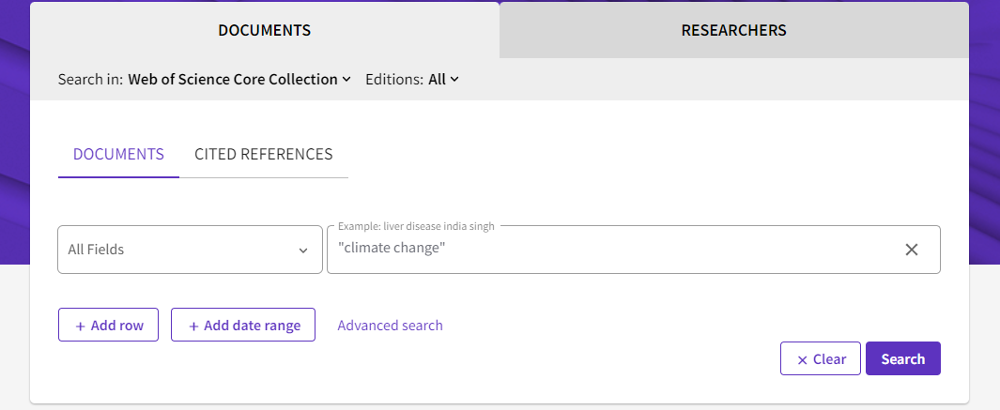 DOCUMENTS RESEARCHERS
Search in: Web of Science Core Collection Editions: All
DOCUMENTS CITED REFERENCES
Example: liver disease india singh
All Fields "climate change"
+ Add row + Add date range Advanced search
× Clear Search